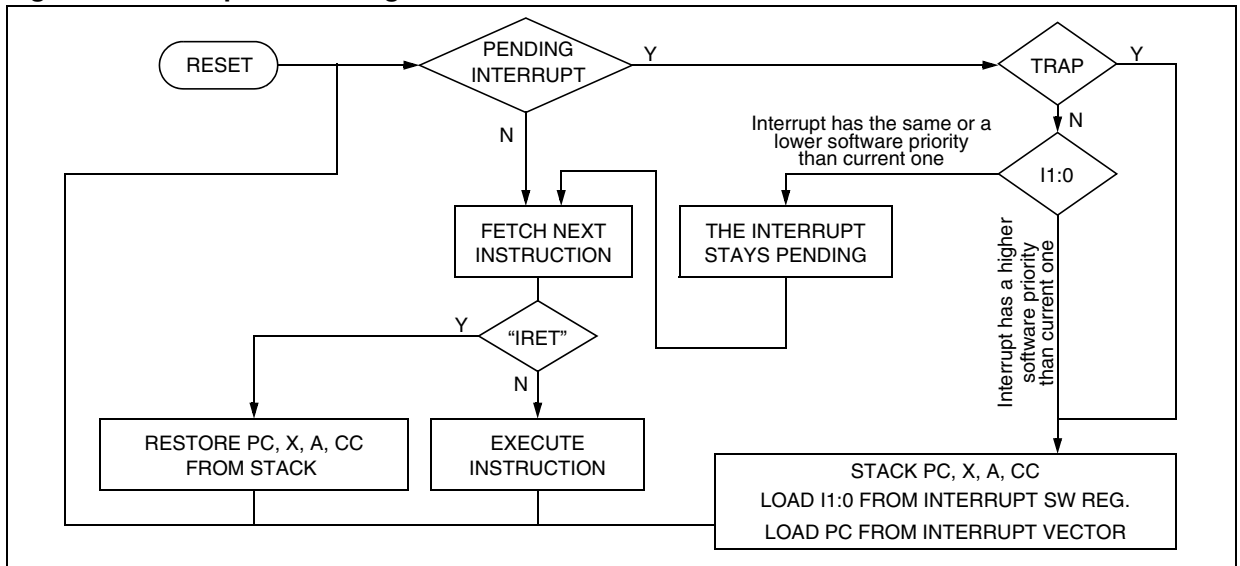 RESET
PENDING
INTERRUPT
Y
TRAP
Y
N
N
Interrupt has the same or a
lower software priority
than current one
I1:0
FETCH NEXT
INSTRUCTION
THE INTERRUPT
STAYS PENDING
Interrupt has a higher
software priority
than current one
Y
“IRET”
N
RESTORE PC, X, A, CC
FROM STACK
EXECUTE
INSTRUCTION
STACK PC, X, A, CC
LOAD I1:0 FROM INTERRUPT SW REG.
LOAD PC FROM INTERRUPT VECTOR